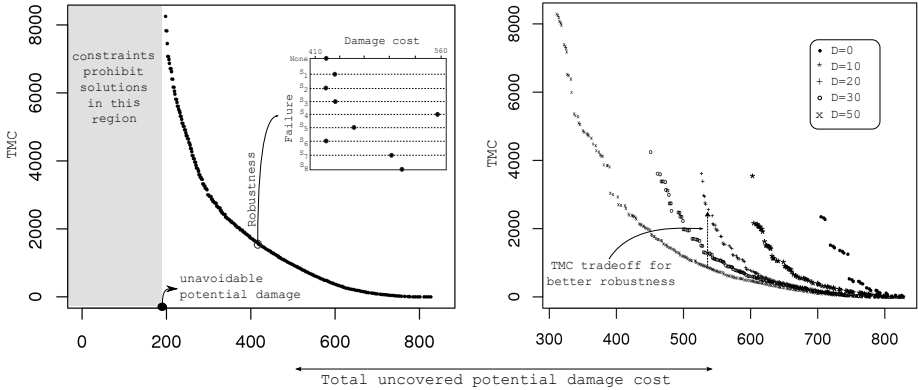 TMC
8000
6000
4000
2000
0
0
200
400
600
800
constraints
prohibit
solutions
in this
region
unavoidable
potential damage
Robustness
Damage cost
410
560
Failure
None
S1
S2
S3
S4
S5
S6
S7
S8
TMC
8000
6000
4000
2000
0
300
400
500
600
700
800
D=0
D=10
D=20
D=30
D=50
TMC tradeoff for
better robustness
Total uncovered potential damage cost